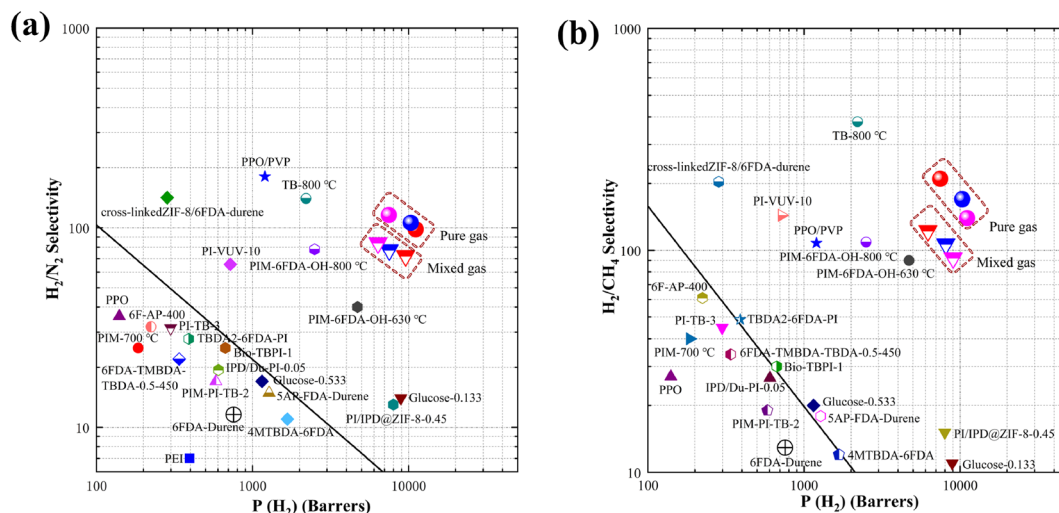 (a)
1000
100
10
H2/N2 Selectivity
PPO/PVP
TB-800 ℃
cross-linkedZIF-8/6FDA-durene
Pure gas
PI-VUV-10
PIM-6FDA-OH-800 ℃
Mixed gas
PPO
6F-AP-400
PI-TB-3
PIM-6FDA-OH-630 ℃
PIM-700 ℃
TBDA2-6FDA-PI
Bio-TBPI-1
6FDA-TMBDA-
TBDA-0.5-450
IPD/Du-PI-0.05
Glucose-0.533
PIM-PI-TB-2
5AP-FDA-Durene
Glucose-0.133
PI/IPD@ZIF-8-0.45
6FDA-Durene
4MTBDA-6FDA
PEI
100
1000
10000
P (H2) (Barrers)
(b)
1000
100
10
H2/CH4 Selectivity
TB-800 ℃
cross-linkedZIF-8/6FDA-durene
PI-VUV-10
Pure gas
PPO/PVP
PIM-6FDA-OH-800 ℃
Mixed gas
PIM-6FDA-OH-630 ℃
6F-AP-400
PI-TB-3
TBDA2-6FDA-PI
PIM-700 ℃
6FDA-TMBDA-TBDA-0.5-450
Bio-TBPI-1
PPO
IPD/Du-PI-0.05
Glucose-0.533
PIM-PI-TB-2
5AP-FDA-Durene
PI/IPD@ZIF-8-0.45
6FDA-Durene
4MTBDA-6FDA
Glucose-0.133
100
1000
10000
P (H2) (Barrers)